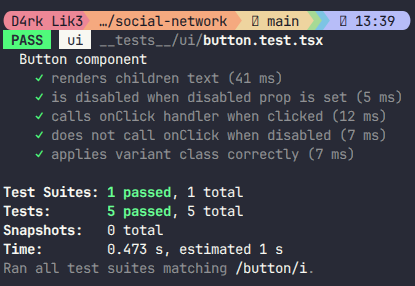 D4rk Lik3 …/social-network main 13:39
PASS ui __tests__/ui/button.test.tsx
Button component
✓ renders children text (41 ms)
✓ is disabled when disabled prop is set (5 ms)
✓ calls onClick handler when clicked (12 ms)
✓ does not call onClick when disabled (7 ms)
✓ applies variant class correctly (7 ms)
Test Suites: 1 passed, 1 total
Tests: 5 passed, 5 total
Snapshots: 0 total
Time: 0.473 s, estimated 1 s
Ran all test suites matching /button/i.